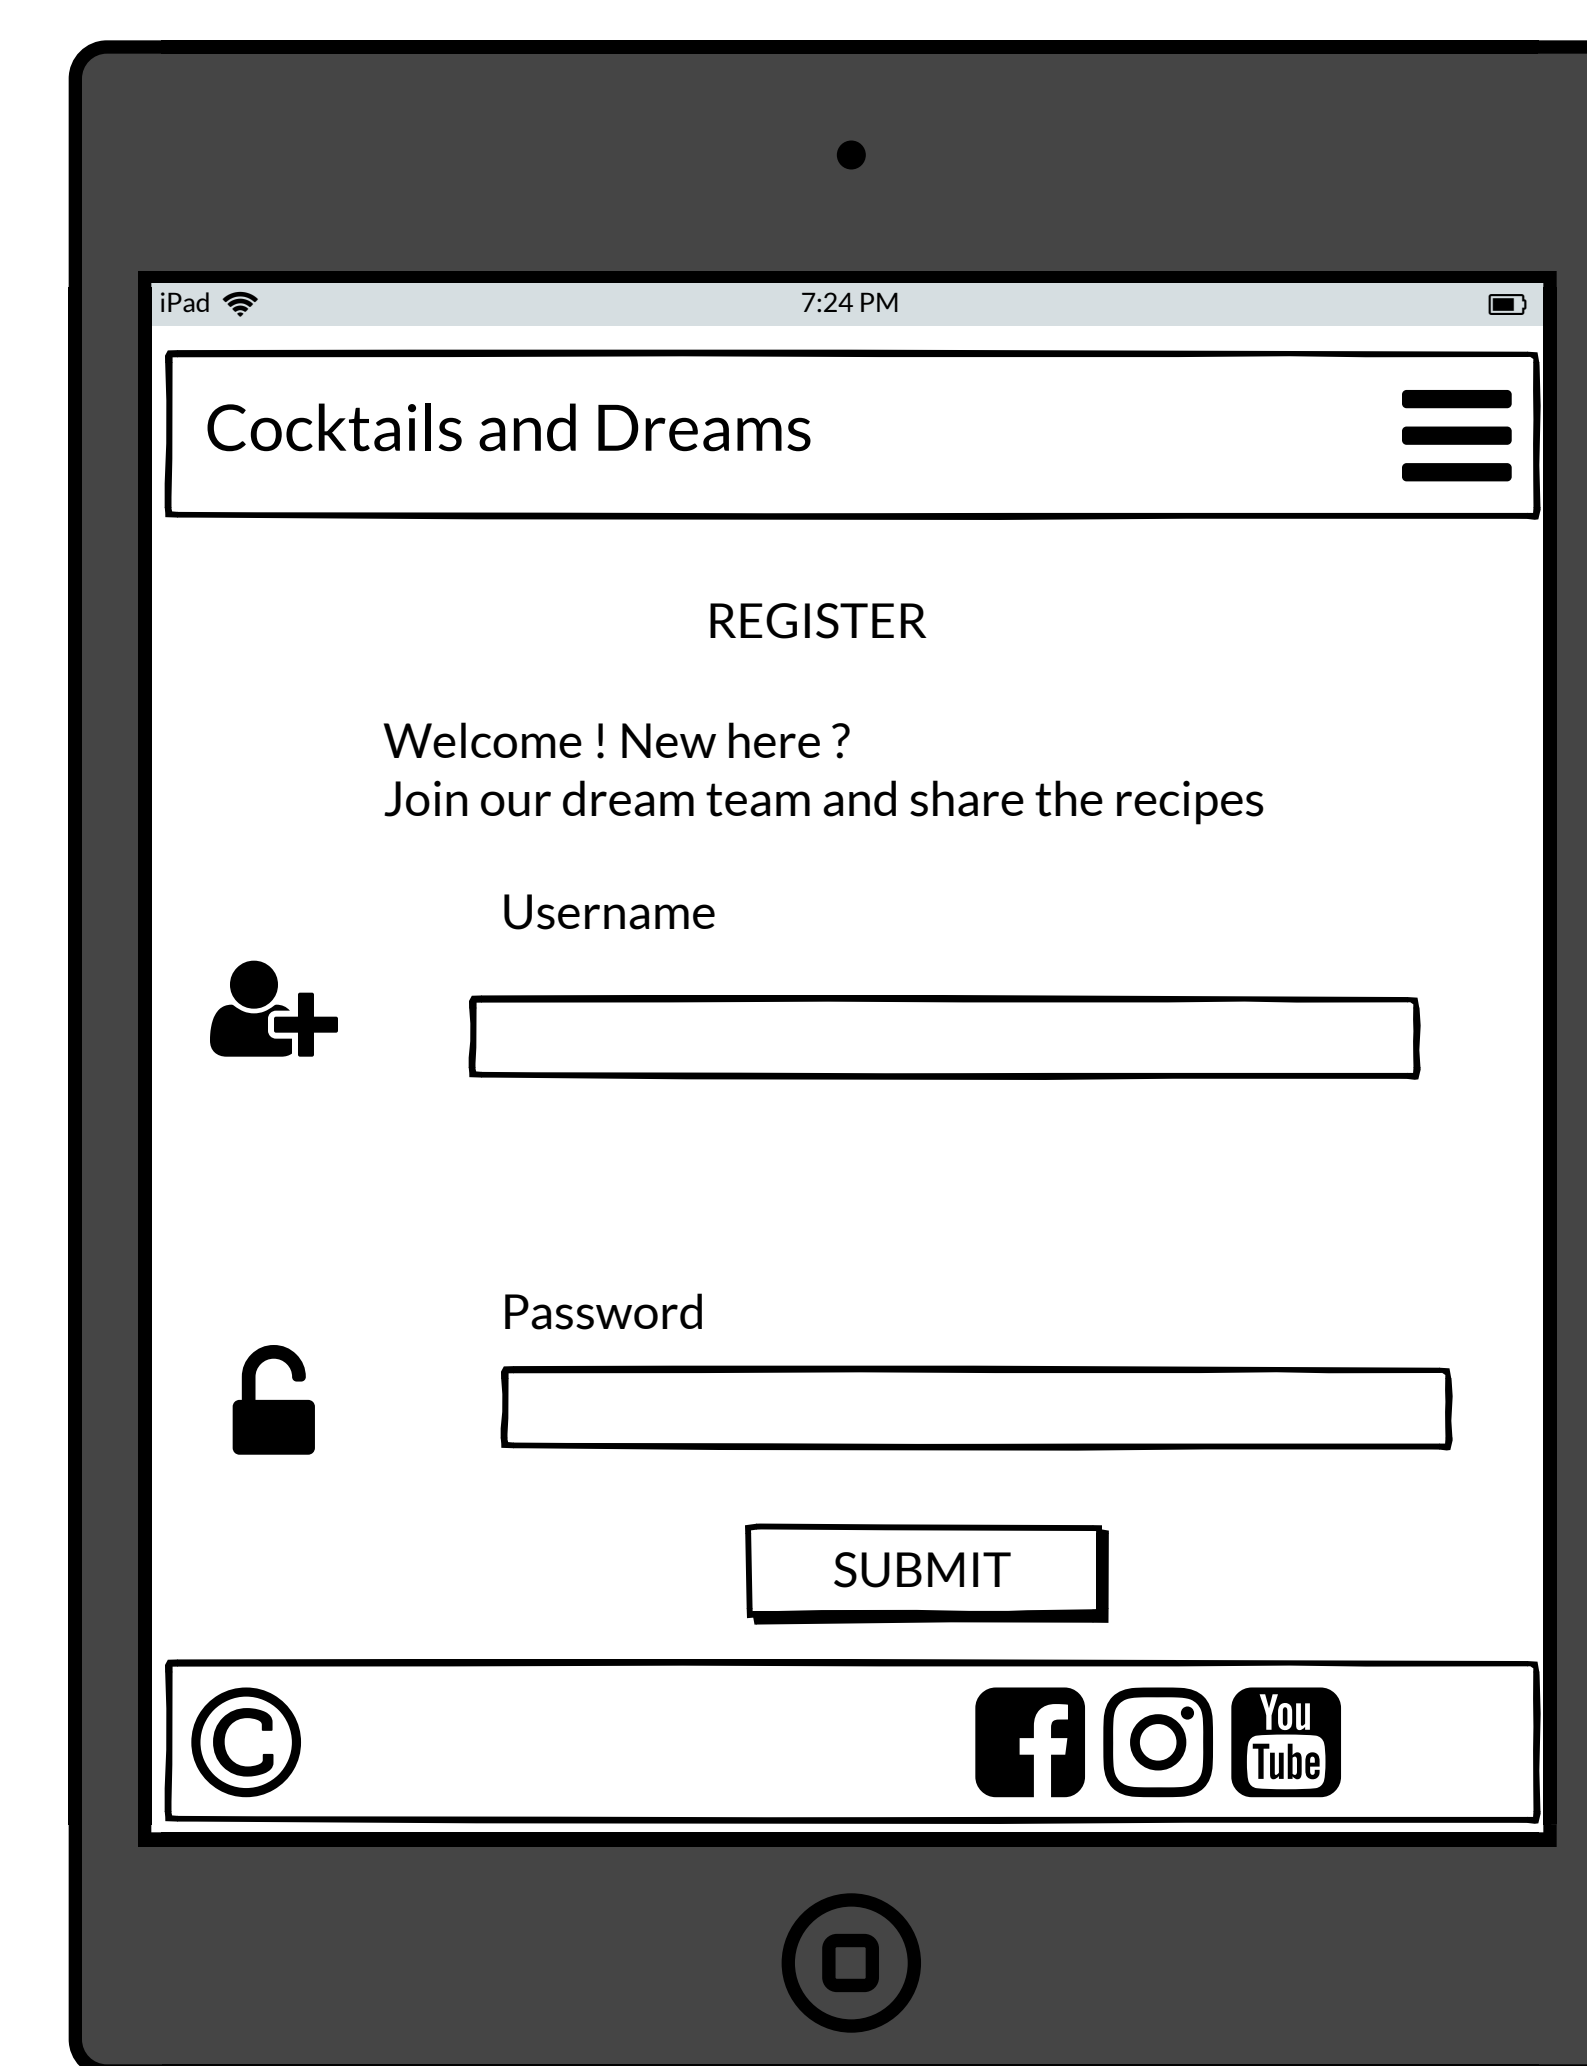 iPad 7:24 PM
Cocktails and Dreams
REGISTER
Welcome ! New here ?
Join our dream team and share the recipes
Username
Password
SUBMIT
© f You
Tube